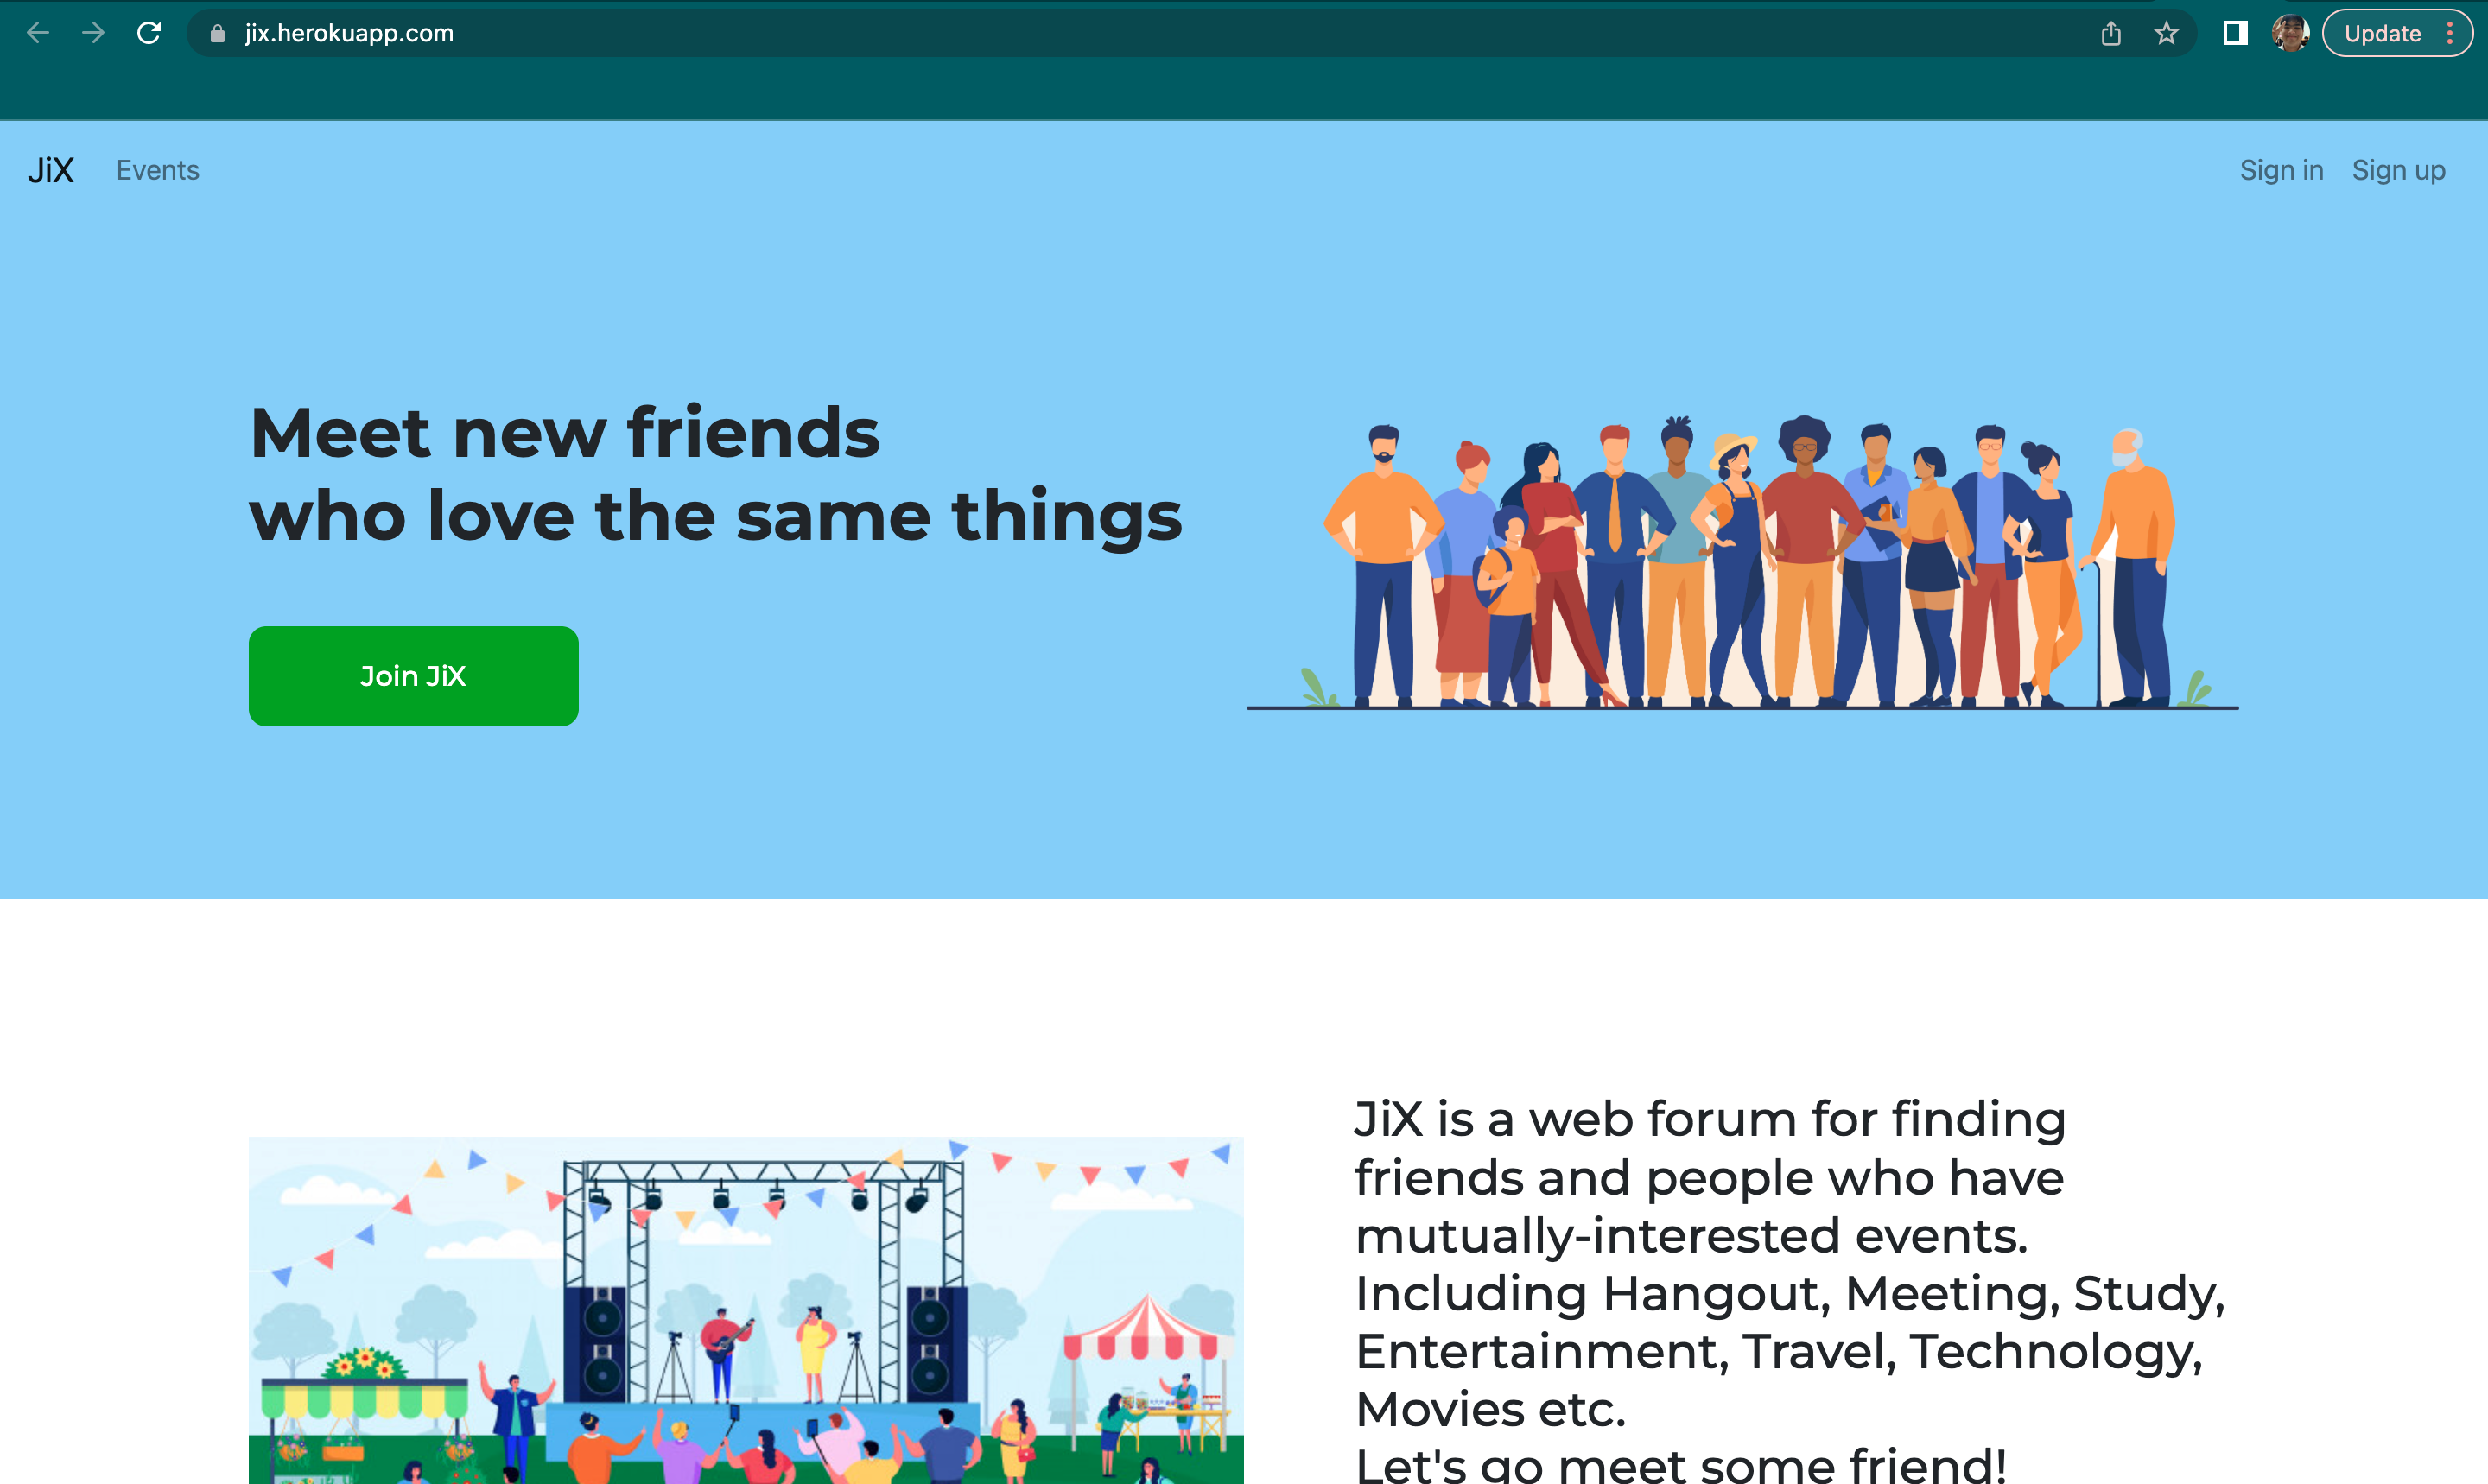 jix.herokuapp.com
Update
JiX Events Sign in Sign up
Meet new friends
who love the same things
Join JiX
JiX is a web forum for finding
friends and people who have
mutually-interested events.
Including Hangout, Meeting, Study,
Entertainment, Travel, Technology,
Movies etc.
Let's go meet some friend!